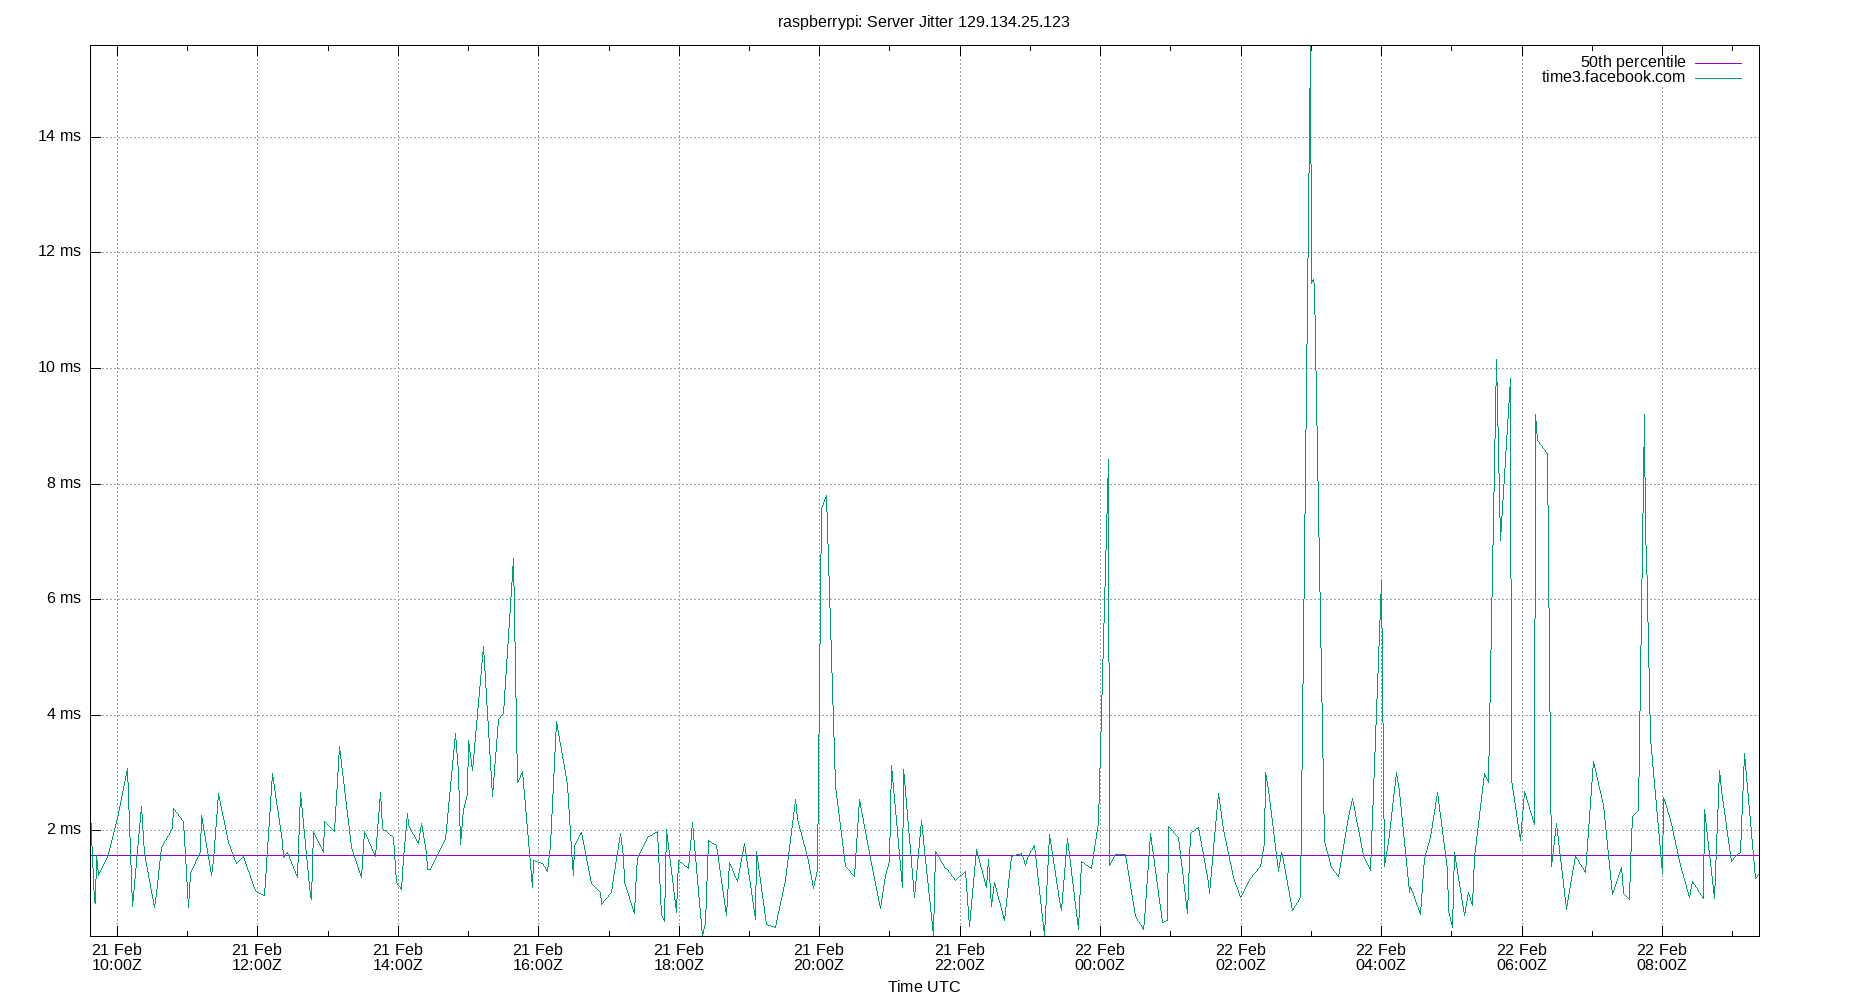 raspberrypi: Server Jitter 129.134.25.123
50th percentile
time3.facebook.com
14 ms
12 ms
10 ms
8 ms
6 ms
4 ms
2 ms
21 Feb 21 Feb 21 Feb 21 Feb 21 Feb 21 Feb 21 Feb 22 Feb 22 Feb 22 Feb 22 Feb 22 Feb
10:00Z 12:00Z 14:00Z 16:00Z 18:00Z 20:00Z 22:00Z 00:00Z 02:00Z 04:00Z 06:00Z 08:00Z
Time UTC